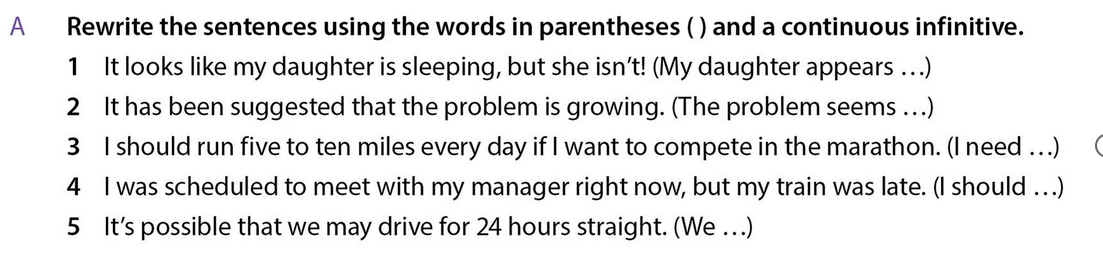 A Rewrite the sentences using the words in parentheses ( ) and a continuous infinitive.
1 It looks like my daughter is sleeping, but she isn't! (My daughter appears …)
2 It has been suggested that the problem is growing. (The problem seems …)
3 I should run five to ten miles every day if I want to compete in the marathon. (I need …)
4 I was scheduled to meet with my manager right now, but my train was late. (I should …)
5 It's possible that we may drive for 24 hours straight. (We …)